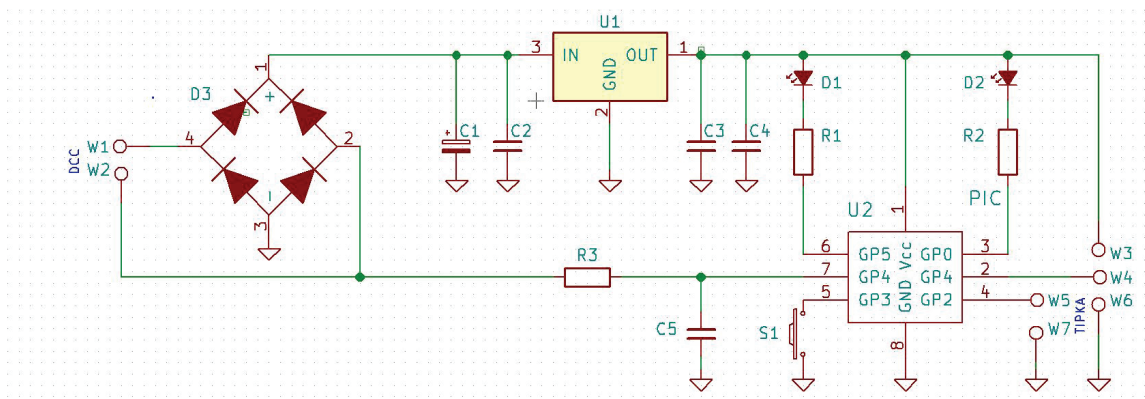 U1
3
IN
OUT
1
GND
2
D3
1
+
4
2
-
3
DCC
W1
W2
+
C1
C2
C3
C4
D1
D2
R1
R2
PIC
U2
1
6
GP5
Vcc
GP0
3
7
GP4
GP4
2
5
GP3
GND
GP2
4
8
R3
C5
S1
W3
W4
W5
W6
W7
TIPKA